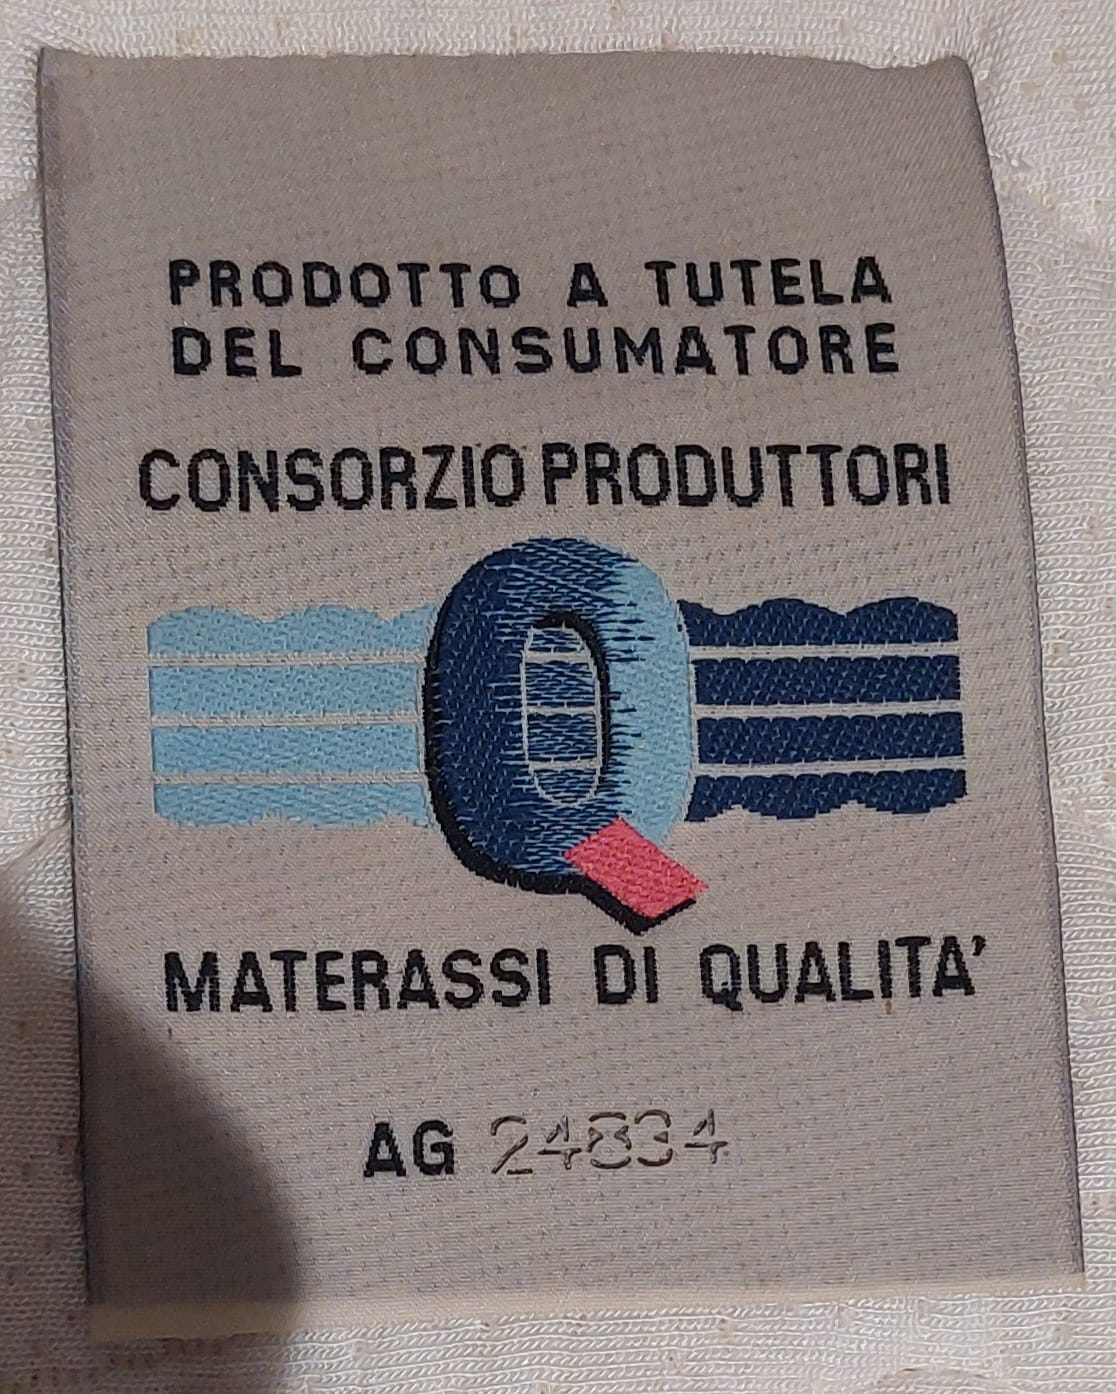 PRODOTTO A TUTELA
DEL CONSUMATORE
CONSORZIO PRODUTTORI
Q
MATERASSI DI QUALITA'
AG 24834